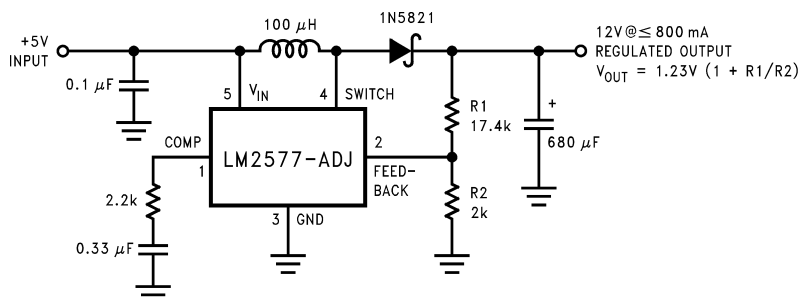 +5V
INPUT
0.1 μF
100 μH
1N5821
12V@≤ 800 mA
REGULATED OUTPUT
VOUT = 1.23V (1 + R1/R2)
5
VIN
4
SWITCH
R1
17.4k
+
680 μF
COMP
1
LM2577-ADJ
2
FEED-
BACK
2.2k
R2
2k
3
GND
0.33 μF